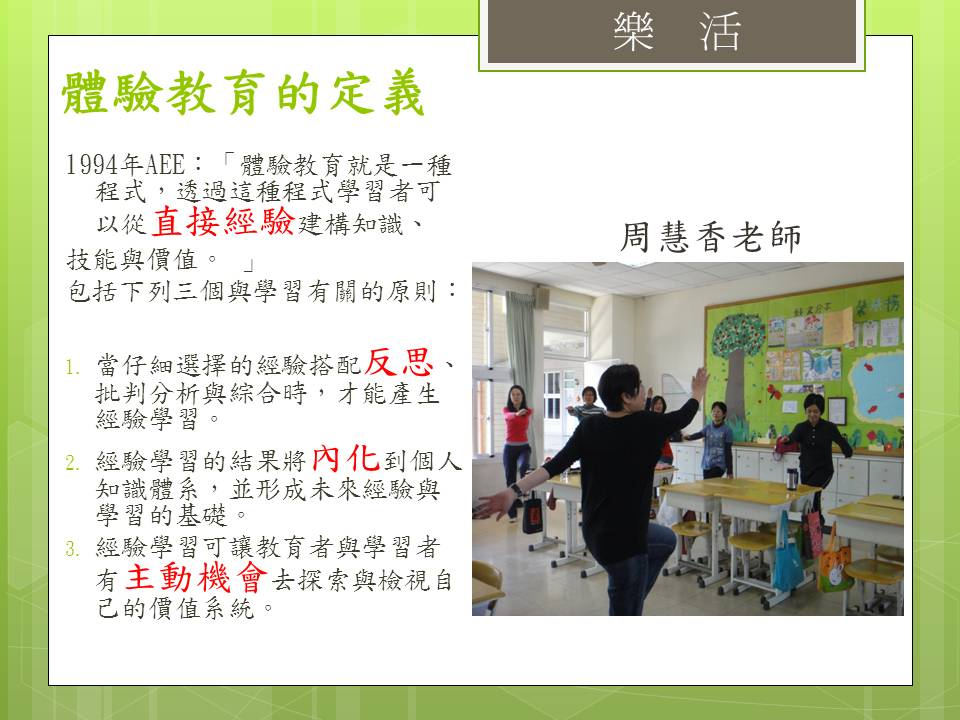 樂　活
體驗教育的定義
1994年AEE：「體驗教育就是一種
程式，透過這種程式學習者可
以從直接經驗建構知識、
技能與價值。 」
包括下列三個與學習有關的原則：
1. 當仔細選擇的經驗搭配反思、
批判分析與綜合時，才能產生
經驗學習。
2. 經驗學習的結果將內化到個人
知識體系，並形成未來經驗與
學習的基礎。
3. 經驗學習可讓教育者與學習者
有主動機會去探索與檢視自
己的價值系統。
周慧香老師